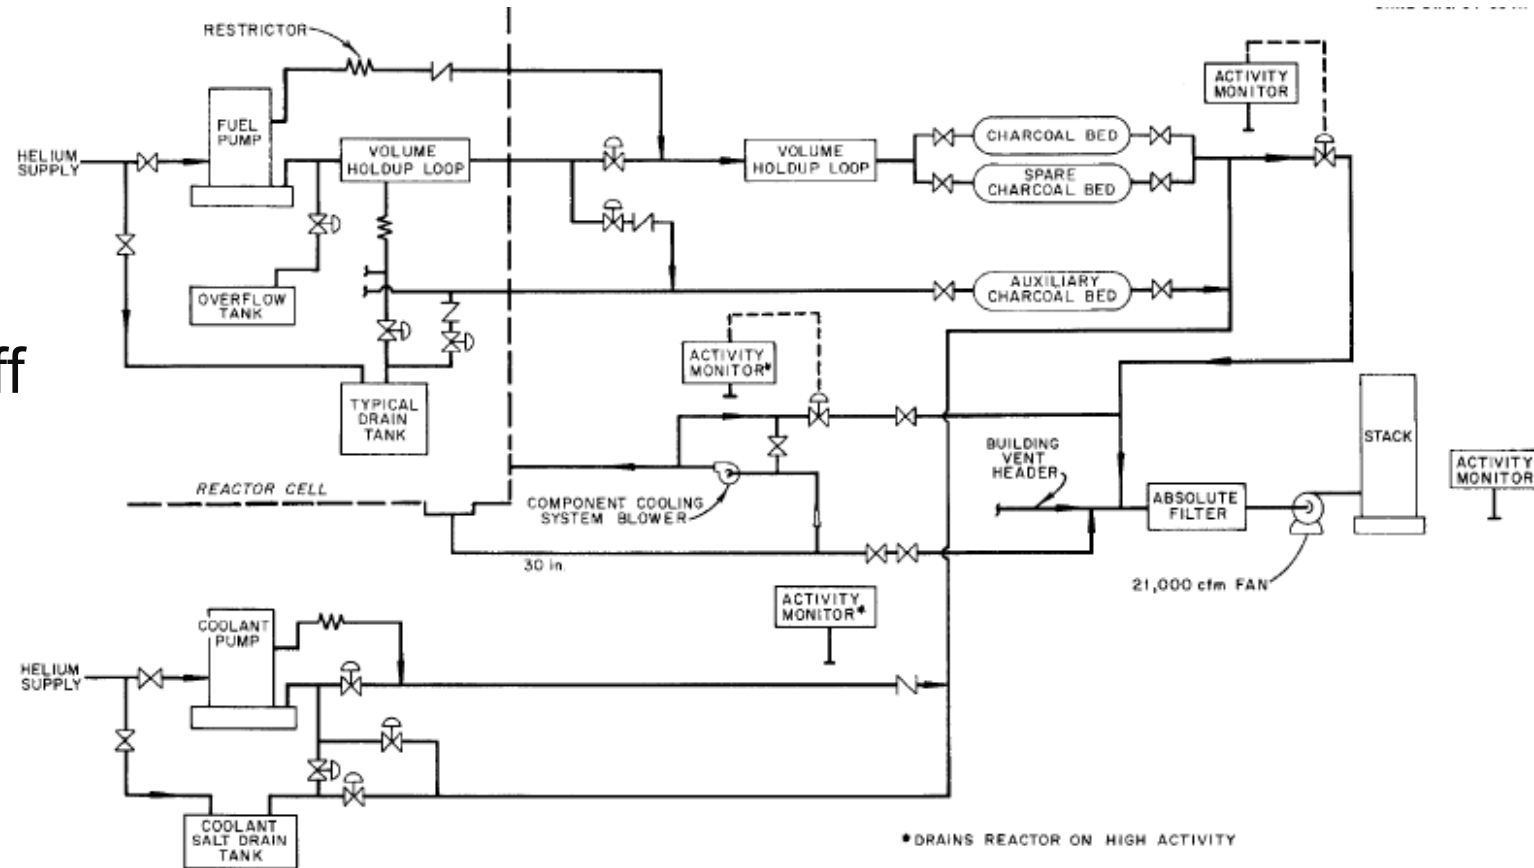 RESTRICTOR
ACTIVITY
MONITOR
FUEL
PUMP
HELIUM
SUPPLY
VOLUME
HOLDUP LOOP
VOLUME
HOLDUP LOOP
CHARCOAL BED
SPARE
CHARCOAL BED
OVERFLOW
TANK
AUXILIARY
CHARCOAL BED
ff
ACTIVITY
MONITOR*
TYPICAL
DRAIN
TANK
STACK
BUILDING
VENT
HEADER
ACTIVITY
MONITOR
REACTOR CELL
COMPONENT COOLING
SYSTEM BLOWER
ABSOLUTE
FILTER
30 in.
21,000 cfm FAN
ACTIVITY
MONITOR*
COOLANT
PUMP
HELIUM
SUPPLY
COOLANT
SALT DRAIN
TANK
*DRAINS REACTOR ON HIGH ACTIVITY